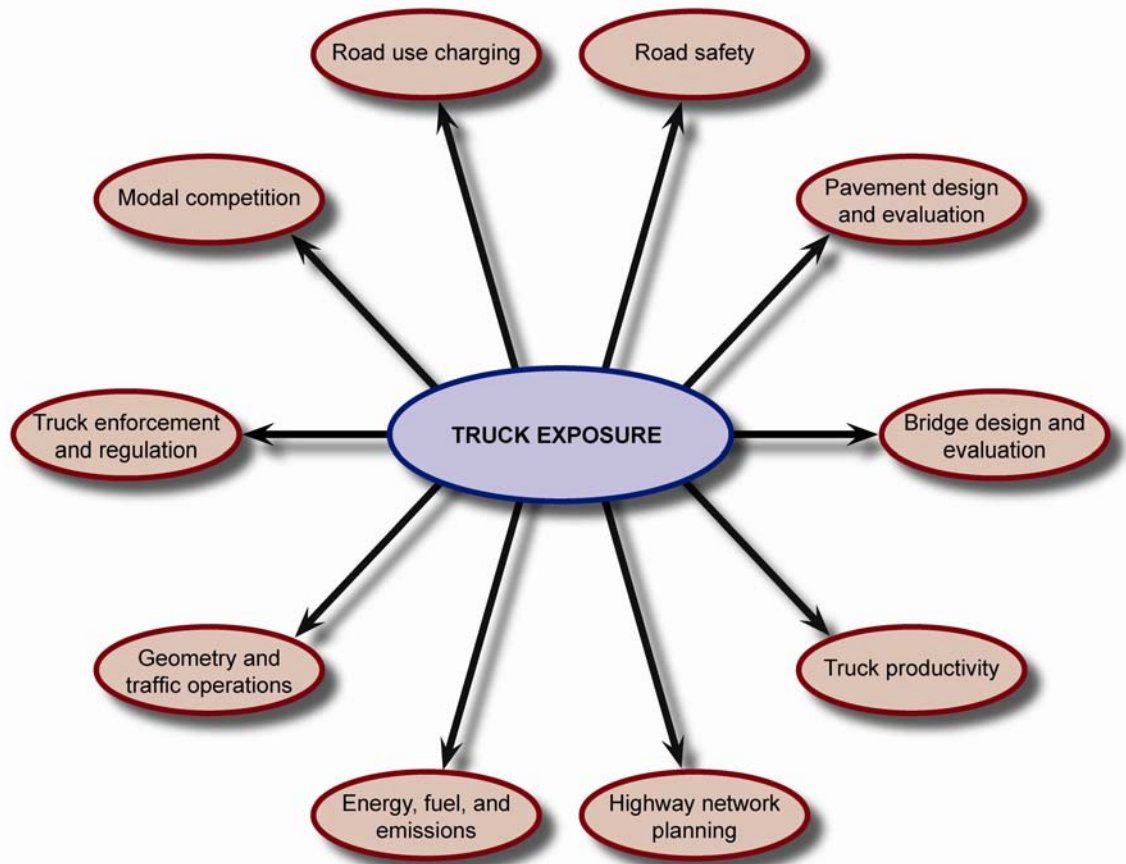 Road use charging
Road safety
Modal competition
Pavement design
and evaluation
Truck enforcement
and regulation
TRUCK EXPOSURE
Bridge design and
evaluation
Geometry and
traffic operations
Truck productivity
Energy, fuel, and
emissions
Highway network
planning